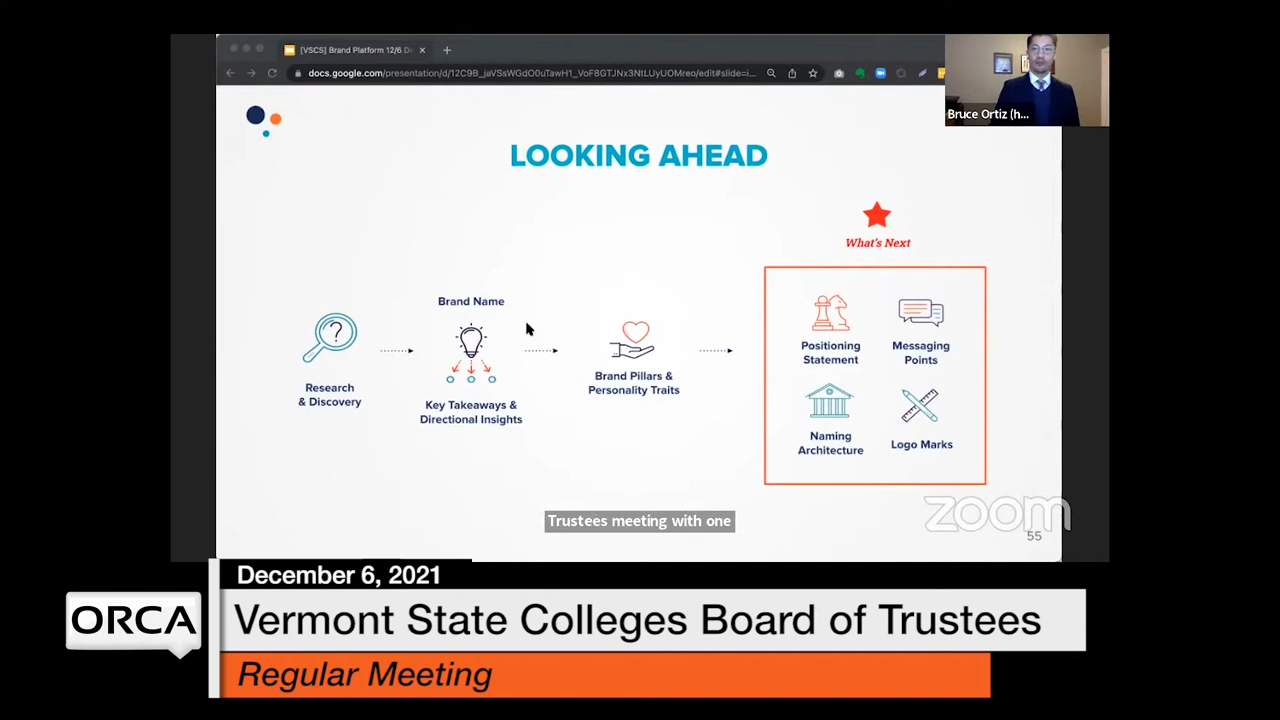 [VSCS] Brand Platform 12/6 D
docs.google.com/presentation/d/12C9B_jaVSsWGdO0uTawH1_VoF8GTJNx3NtLUyUOMreo/edit#slide=i...
Bruce Ortiz (h...
LOOKING AHEAD
What's Next
Brand Name
?
Research
& Discovery
Key Takeaways &
Directional Insights
Brand Pillars &
Personality Traits
Positioning
Statement
Messaging
Points
Naming
Architecture
Logo Marks
Trustees meeting with one
zoom
55
December 6, 2021
ORCA
Vermont State Colleges Board of Trustees
Regular Meeting